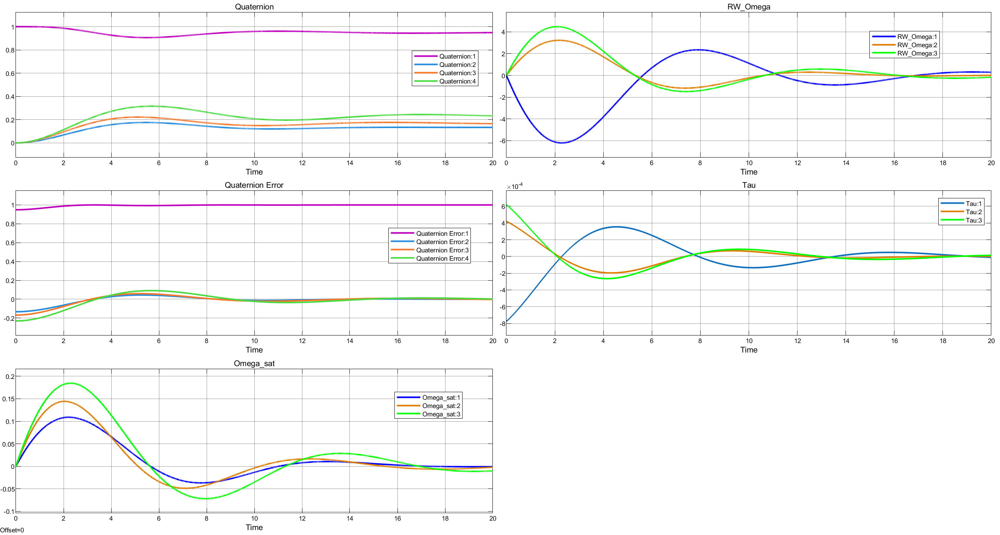 Quaternion
1
0.8
0.6
0.4
0.2
0
Quaternion:1
Quaternion:2
Quaternion:3
Quaternion:4
0 2 4 6 8 10 12 14 16 18 20
Time
RW_Omega
4
2
0
-2
-4
-6
RW_Omega:1
RW_Omega:2
RW_Omega:3
0 2 4 6 8 10 12 14 16 18 20
Time
Quaternion Error
1
0.8
0.6
0.4
0.2
0
-0.2
Quaternion Error:1
Quaternion Error:2
Quaternion Error:3
Quaternion Error:4
0 2 4 6 8 10 12 14 16 18 20
Time
×10-4
Tau
6
4
2
0
-2
-4
-6
-8
Tau:1
Tau:2
Tau:3
0 2 4 6 8 10 12 14 16 18 20
Time
Omega_sat
0.2
0.15
0.1
0.05
0
-0.05
-0.1
Omega_sat:1
Omega_sat:2
Omega_sat:3
0 2 4 6 8 10 12 14 16 18 20
Time
Offset=0